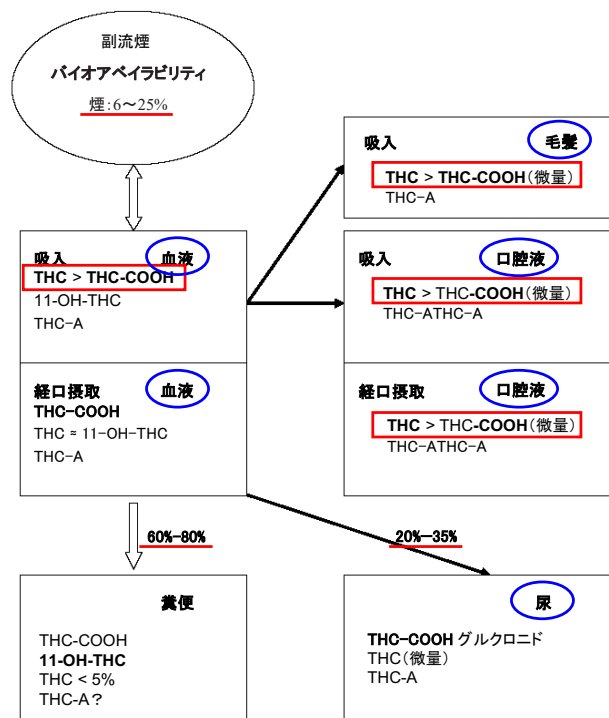 副流煙
バイオアベイラビリティ
煙:6～25%
吸入 毛髪
THC > THC-COOH(微量)
THC-A
吸入 血液
THC > THC-COOH
11-OH-THC
THC-A
吸入 口腔液
THC > THC-COOH(微量)
THC-ATHC-A
経口摂取 血液
THC-COOH
THC ≈ 11-OH-THC
THC-A
経口摂取 口腔液
THC > THC-COOH(微量)
THC-ATHC-A
60%-80%
20%-35%
糞便
THC-COOH
11-OH-THC
THC < 5%
THC-A？
尿
THC-COOH グルクロニド
THC(微量)
THC-A